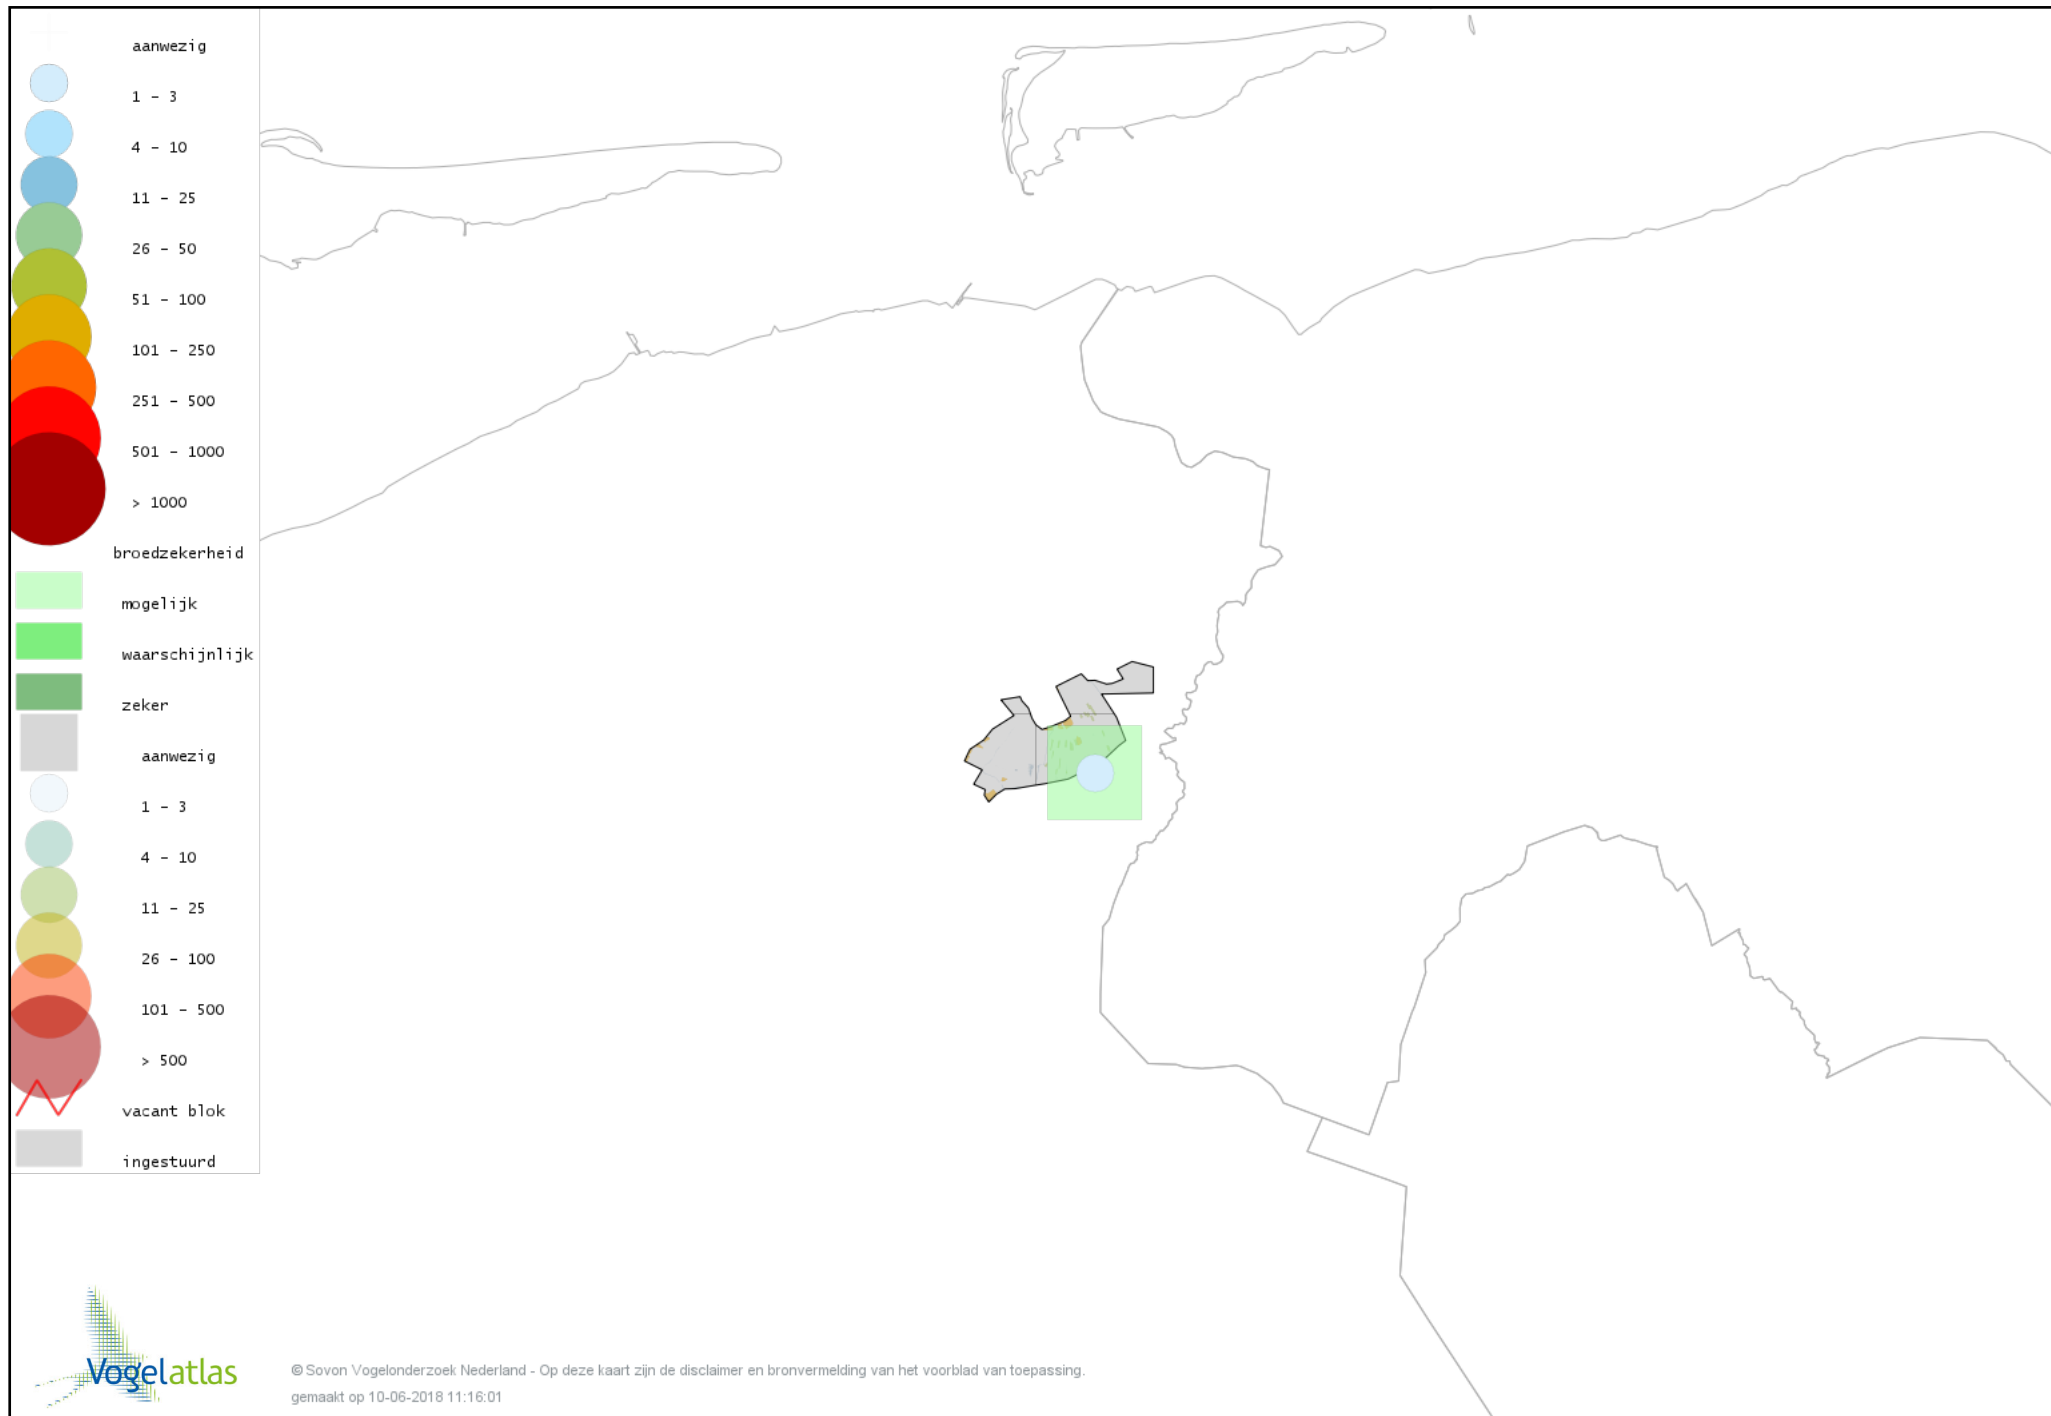 aanwezig
1 - 3
4 - 10
11 - 25
26 - 50
51 - 100
101 - 250
251 - 500
501 - 1000
> 1000
broedzekerheid
mogelijk
waarschijnlijk
zeker
aanwezig
1 - 3
4 - 10
11 - 25
26 - 100
101 - 500
> 500
vacant blok
ingestuurd
Vogelatlas
© Sovon Vogelonderzoek Nederland - Op deze kaart zijn de disclaimer en bronvermelding van het voorblad van toepassing.
gemaakt op 10-06-2018 11:16:01